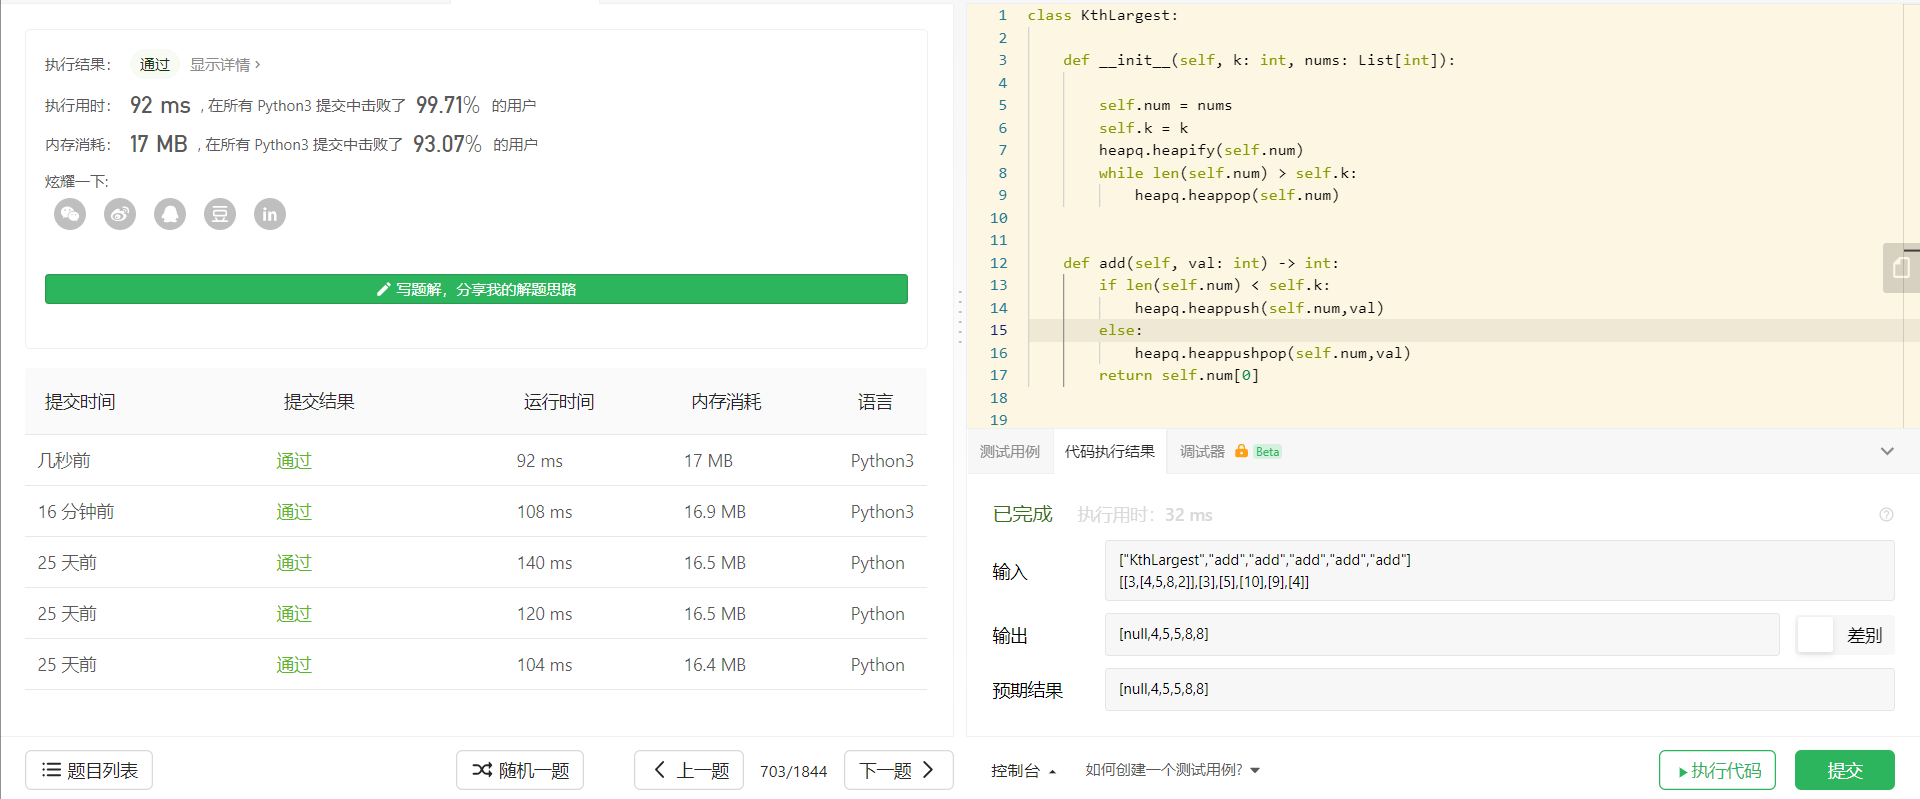 执行结果： 通过 显示详情 ›
执行用时： 92 ms , 在所有 Python3 提交中击败了 99.71% 的用户
内存消耗： 17 MB , 在所有 Python3 提交中击败了 93.07% 的用户
炫耀一下:
写题解，分享我的解题思路
提交时间 提交结果 运行时间 内存消耗 语言
几秒前 通过 92 ms 17 MB Python3
16 分钟前 通过 108 ms 16.9 MB Python3
25 天前 通过 140 ms 16.5 MB Python
25 天前 通过 120 ms 16.5 MB Python
25 天前 通过 104 ms 16.4 MB Python
题目列表 随机一题 上一题 703/1844 下一题
1 class KthLargest:
2
3     def __init__(self, k: int, nums: List[int]):
4
5         self.num = nums
6         self.k = k
7         heapq.heapify(self.num)
8         while len(self.num) > self.k:
9             heapq.heappop(self.num)
10
11
12     def add(self, val: int) -> int:
13         if len(self.num) < self.k:
14             heapq.heappush(self.num,val)
15         else:
16             heapq.heappushpop(self.num,val)
17         return self.num[0]
18
19
测试用例 代码执行结果 调试器 Beta
已完成 执行用时：32 ms
输入
["KthLargest","add","add","add","add","add"]
[[3,[4,5,8,2]],[3],[5],[10],[9],[4]]
输出 [null,4,5,5,8,8] 差别
预期结果 [null,4,5,5,8,8]
控制台 如何创建一个测试用例? 执行代码 提交